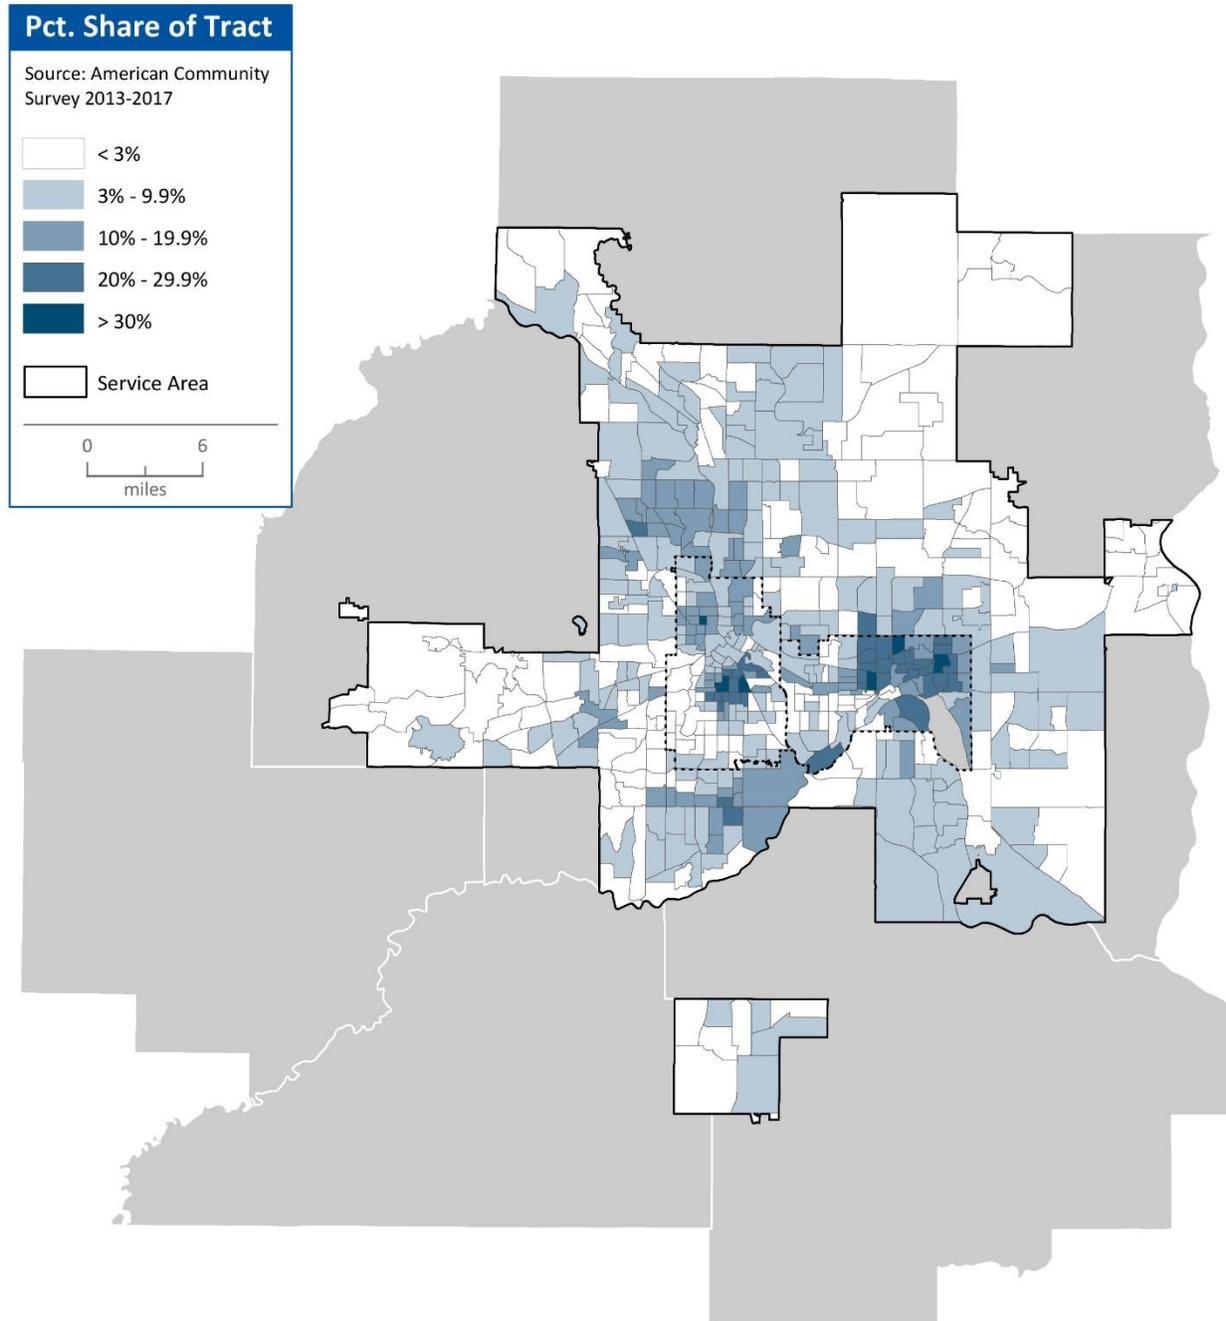 Pct. Share of Tract
Source: American Community
Survey 2013-2017
< 3%
3% - 9.9%
10% - 19.9%
20% - 29.9%
> 30%
Service Area
0 6
miles